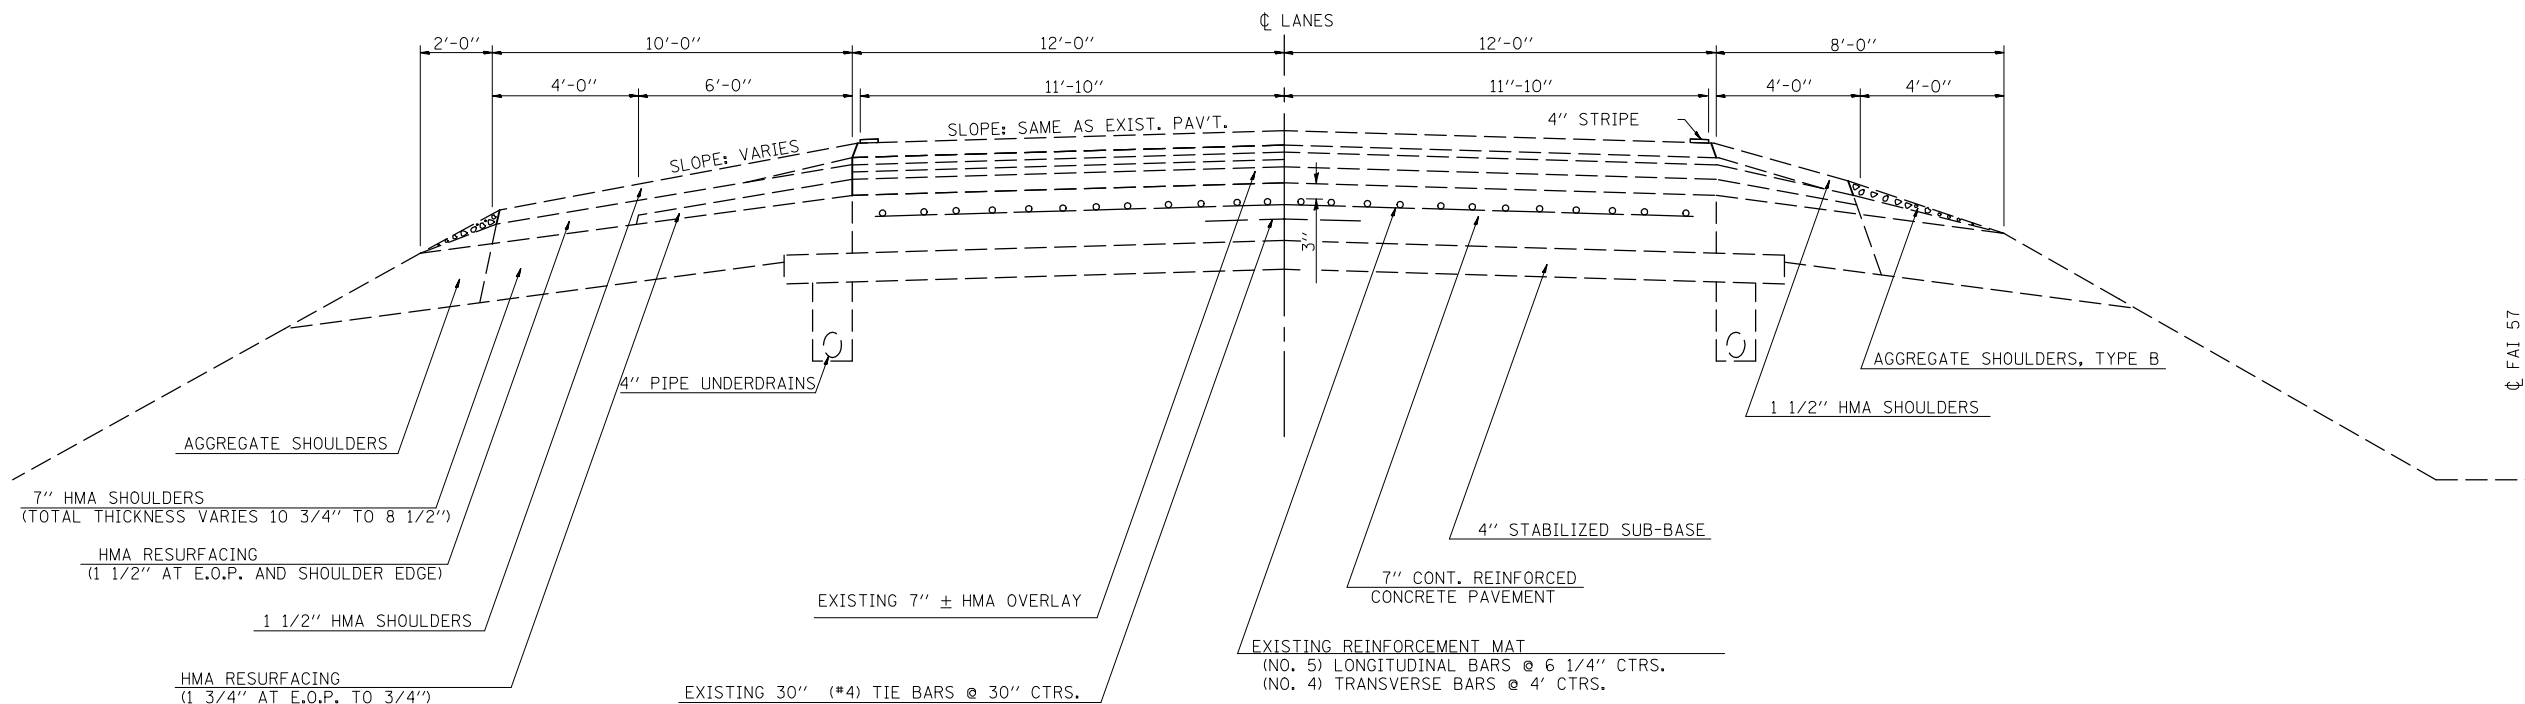 ℄ LANES
2'-0"
10'-0"
12'-0"
12'-0"
8'-0"
4'-0"
6'-0"
11'-10"
11"-10"
4'-0"
4'-0"
SLOPE: VARIES
SLOPE: SAME AS EXIST. PAV'T.
4" STRIPE
3"
℄ FAI 57
4" PIPE UNDERDRAINS
AGGREGATE SHOULDERS, TYPE B
1 1/2" HMA SHOULDERS
AGGREGATE SHOULDERS
7" HMA SHOULDERS
(TOTAL THICKNESS VARIES 10 3/4" TO 8 1/2")
4" STABILIZED SUB-BASE
HMA RESURFACING
(1 1/2" AT E.O.P. AND SHOULDER EDGE)
7" CONT. REINFORCED
CONCRETE PAVEMENT
EXISTING 7" ± HMA OVERLAY
1 1/2" HMA SHOULDERS
EXISTING REINFORCEMENT MAT
(NO. 5) LONGITUDINAL BARS @ 6 1/4" CTRS.
(NO. 4) TRANSVERSE BARS @ 4' CTRS.
HMA RESURFACING
(1 3/4" AT E.O.P. TO 3/4")
EXISTING 30" (#4) TIE BARS @ 30" CTRS.